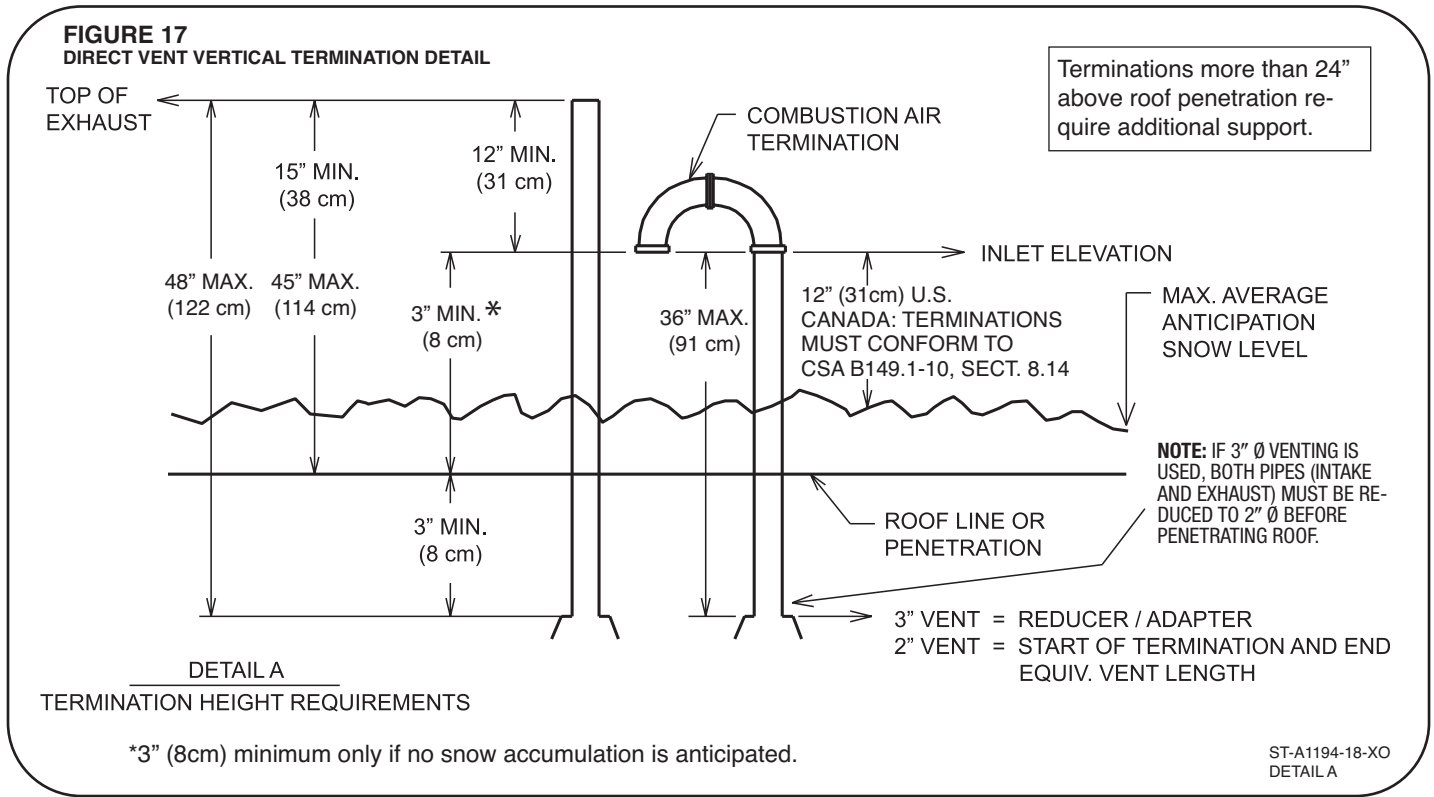 FIGURE 17
DIRECT VENT VERTICAL TERMINATION DETAIL
Terminations more than 24”
above roof penetration re-
quire additional support.
TOP OF
EXHAUST
COMBUSTION AIR
TERMINATION
12” MIN.
(31 cm)
15” MIN.
(38 cm)
INLET ELEVATION
48” MAX.
(122 cm)
45” MAX.
(114 cm)
3” MIN. *
(8 cm)
36” MAX.
(91 cm)
12” (31cm) U.S.
CANADA: TERMINATIONS
MUST CONFORM TO
CSA B149.1-10, SECT. 8.14
MAX. AVERAGE
ANTICIPATION
SNOW LEVEL
NOTE: IF 3” Ø VENTING IS
USED, BOTH PIPES (INTAKE
AND EXHAUST) MUST BE RE-
DUCED TO 2” Ø BEFORE
PENETRATING ROOF.
3” MIN.
(8 cm)
ROOF LINE OR
PENETRATION
3” VENT = REDUCER / ADAPTER
2” VENT = START OF TERMINATION AND END
EQUIV. VENT LENGTH
DETAIL A
TERMINATION HEIGHT REQUIREMENTS
*3” (8cm) minimum only if no snow accumulation is anticipated.
ST-A1194-18-XO
DETAIL A